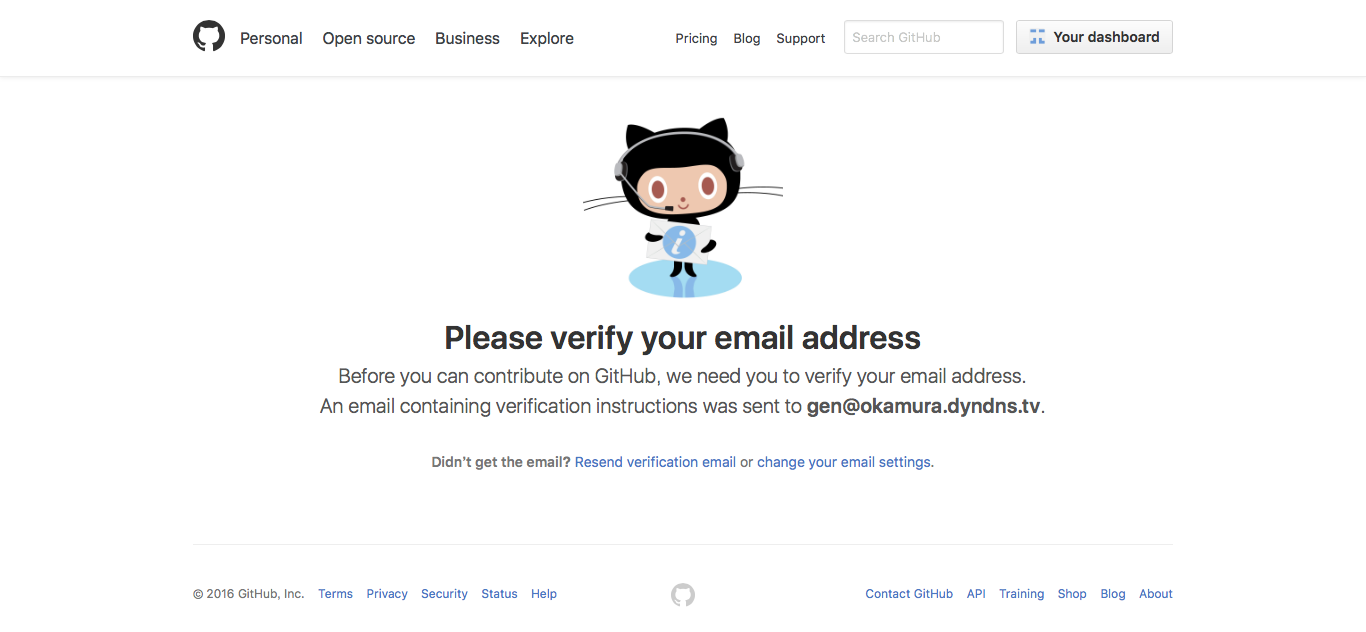 Personal Open source Business Explore Pricing Blog Support Search GitHub Your dashboard
i
Please verify your email address
Before you can contribute on GitHub, we need you to verify your email address.
An email containing verification instructions was sent to gen@okamura.dyndns.tv.
Didn’t get the email? Resend verification email or change your email settings.
© 2016 GitHub, Inc. Terms Privacy Security Status Help Contact GitHub API Training Shop Blog About